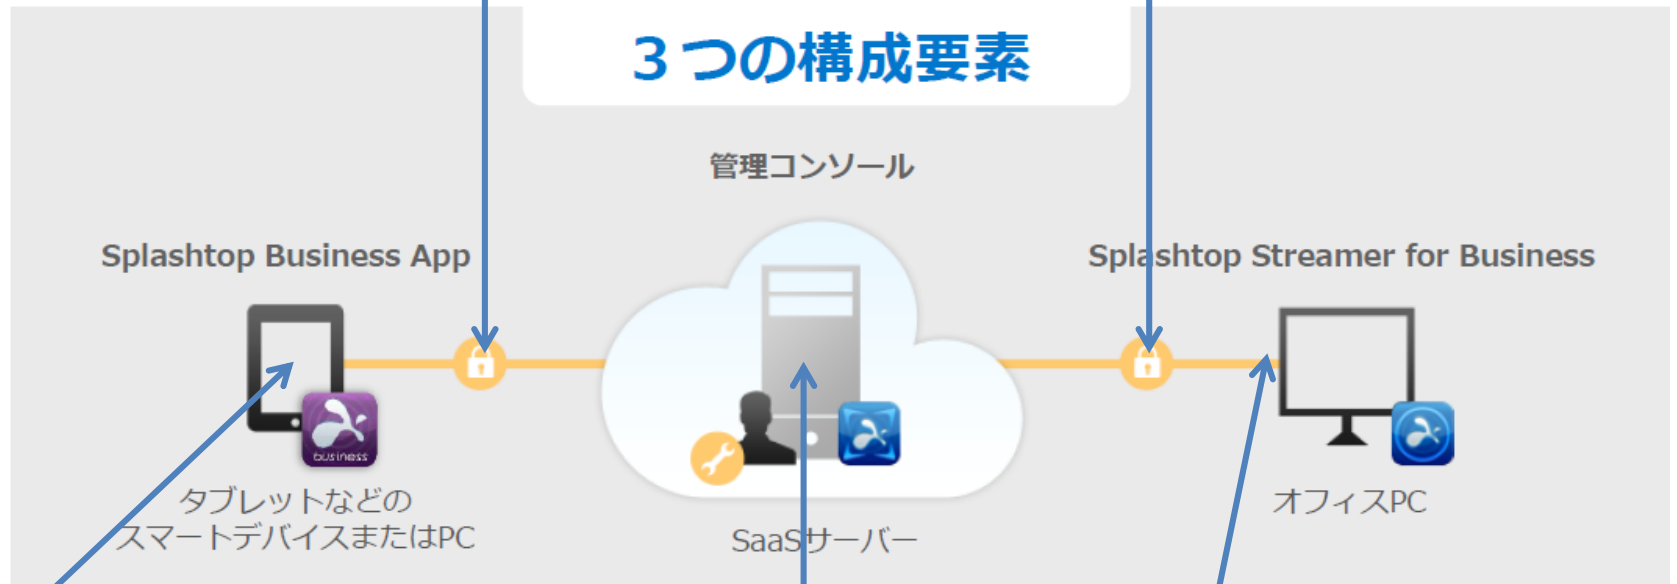 3つの構成要素
管理コンソール
Splashtop Business App
Splashtop Streamer for Business
business
タブレットなどの
スマートデバイスまたはPC
SaaSサーバー
オフィスPC